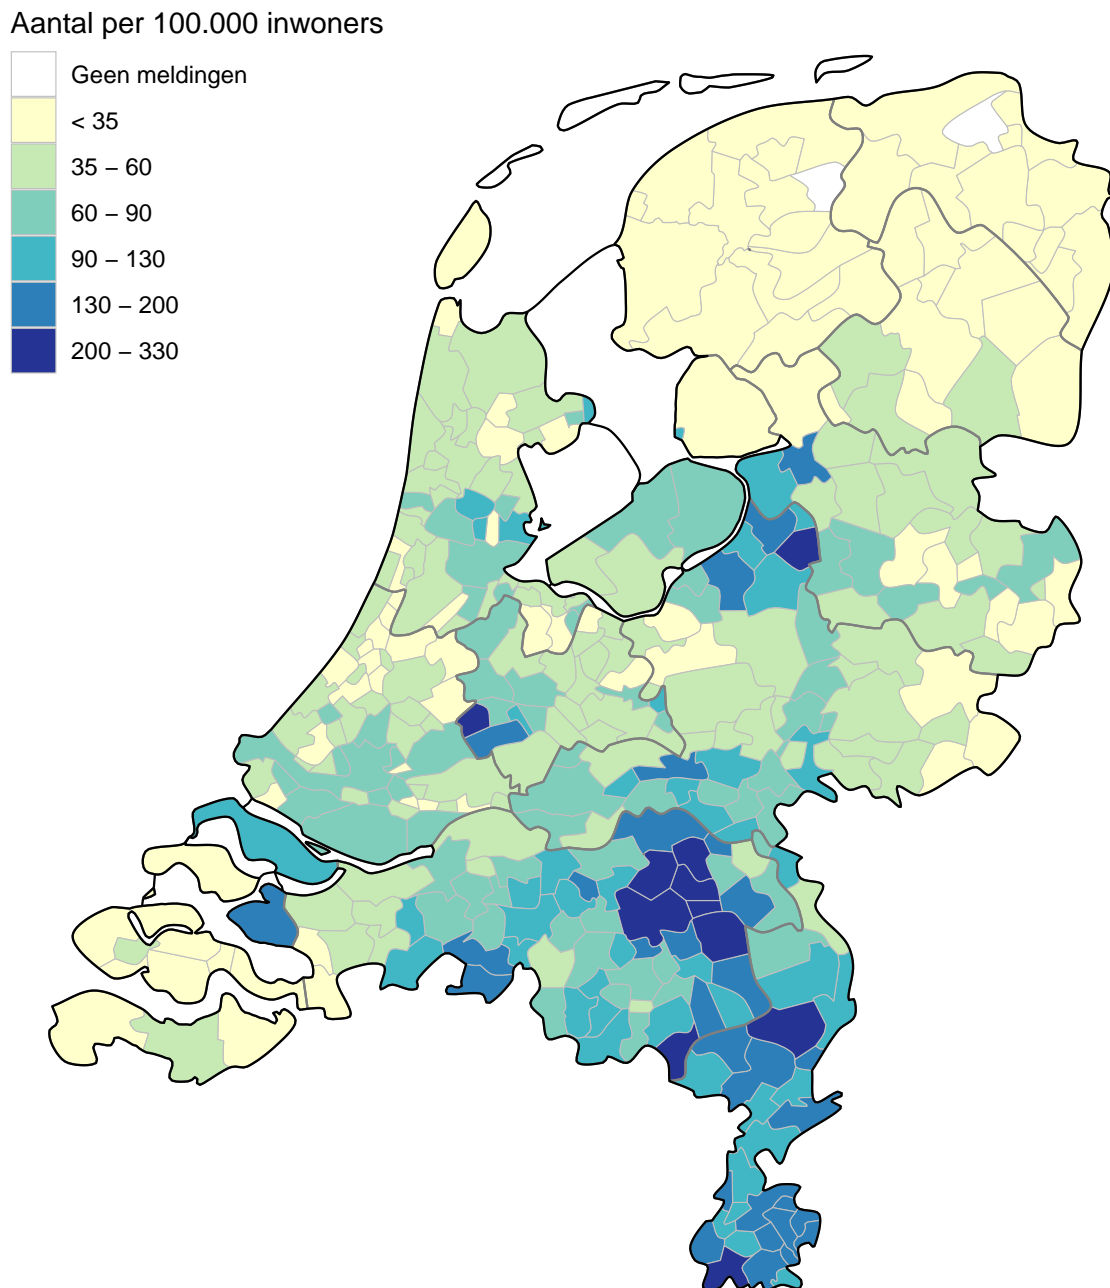 Aantal per 100.000 inwoners
Geen meldingen
< 35
35 – 60
60 – 90
90 – 130
130 – 200
200 – 330